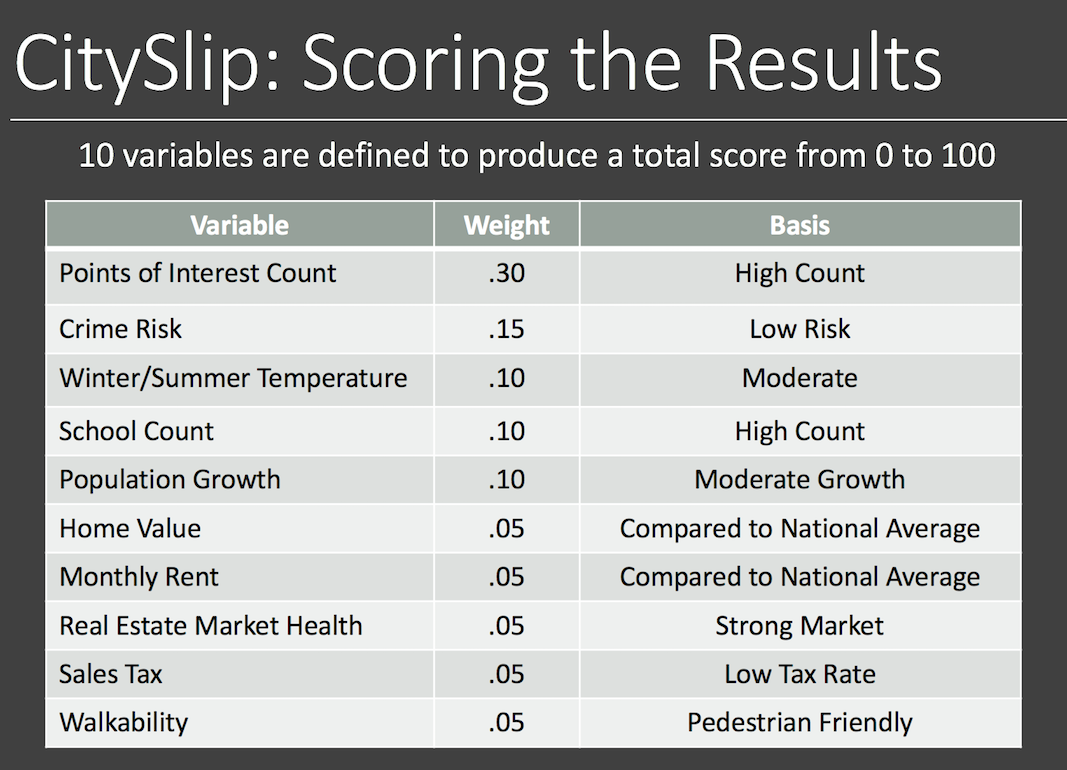 CitySlip: Scoring the Results
10 variables are defined to produce a total score from 0 to 100
Variable Weight Basis
Points of Interest Count .30 High Count
Crime Risk .15 Low Risk
Winter/Summer Temperature .10 Moderate
School Count .10 High Count
Population Growth .10 Moderate Growth
Home Value .05 Compared to National Average
Monthly Rent .05 Compared to National Average
Real Estate Market Health .05 Strong Market
Sales Tax .05 Low Tax Rate
Walkability .05 Pedestrian Friendly